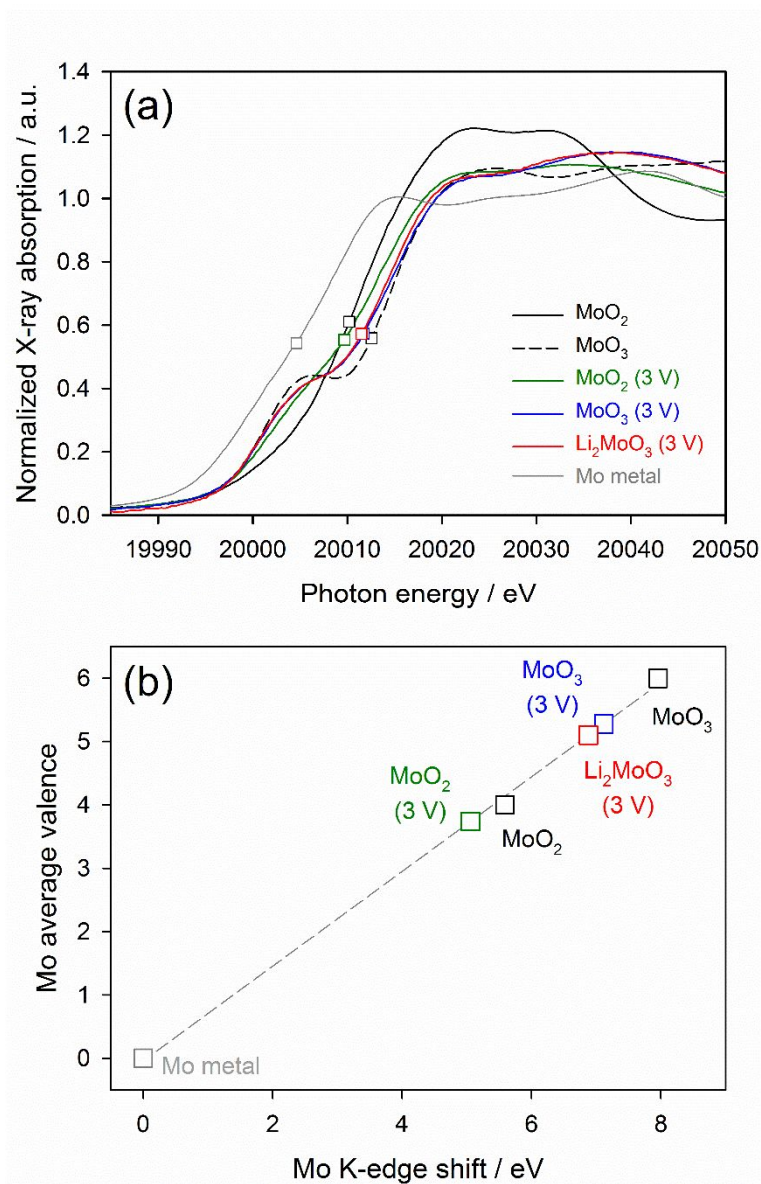 (a)
Normalized X-ray absorption / a.u.
1.4
1.2
1.0
0.8
0.6
0.4
0.2
0.0
MoO₂
MoO₃
MoO₂ (3 V)
MoO₃ (3 V)
Li₂MoO₃ (3 V)
Mo metal
19990 20000 20010 20020 20030 20040 20050
Photon energy / eV
(b)
Mo average valence
6
5
4
3
2
1
0
MoO₃
(3 V)
MoO₃
Li₂MoO₃
(3 V)
MoO₂
(3 V)
MoO₂
Mo metal
0 2 4 6 8
Mo K-edge shift / eV